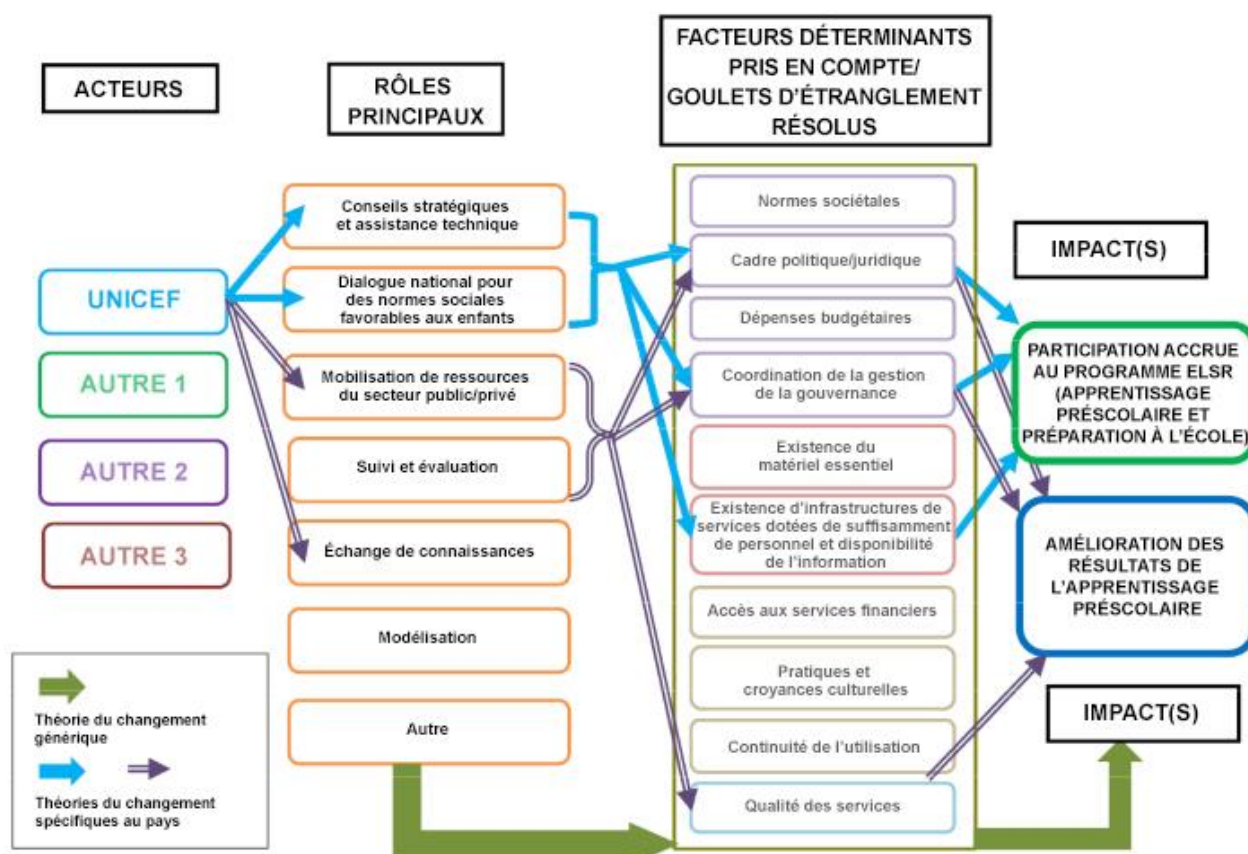 ACTEURS
RÔLES
PRINCIPAUX
FACTEURS DÉTERMINANTS
PRIS EN COMPTE/
GOULETS D'ÉTRANGLEMENT
RÉSOLUS
IMPACT(S)
UNICEF
AUTRE 1
AUTRE 2
AUTRE 3
Conseils stratégiques
et assistance technique
Dialogue national pour
des normes sociales
favorables aux enfants
Mobilisation de ressources
du secteur public/privé
Suivi et évaluation
Échange de connaissances
Modélisation
Autre
Normes sociétales
Cadre politique/juridique
Dépenses budgétaires
Coordination de la gestion
de la gouvernance
Existence du
matériel essentiel
Existence d'infrastructures de
services dotées de suffisamment
de personnel et disponibilité
de l'information
Accès aux services financiers
Pratiques et
croyances culturelles
Continuité de l'utilisation
Qualité des services
PARTICIPATION ACCRUE
AU PROGRAMME ELSR
(APPRENTISSAGE
PRÉSCOLAIRE ET
PRÉPARATION À L'ÉCOLE)
AMÉLIORATION DES
RÉSULTATS DE
L'APPRENTISSAGE
PRÉSCOLAIRE
IMPACT(S)
Théorie du changement
générique
Théories du changement
spécifiques au pays